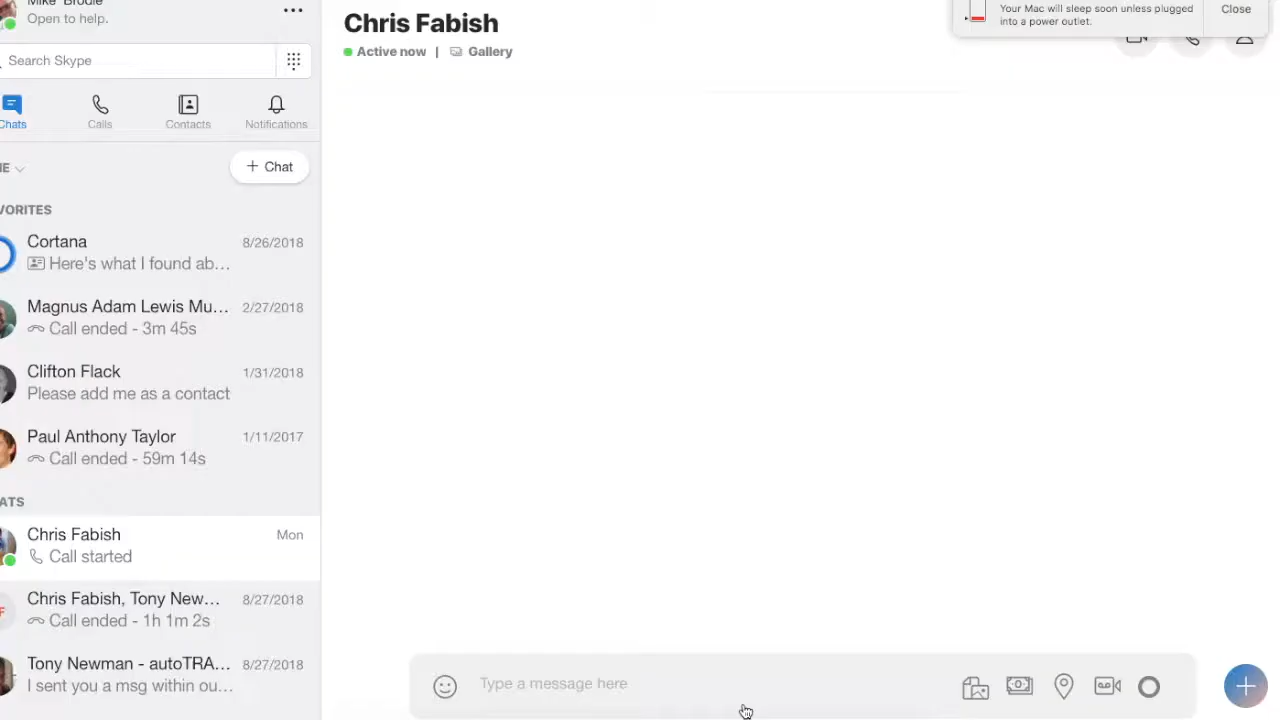 Mike Brodie
Open to help.
Search Skype
Chats
Calls
Contacts
Notifications
Chat
VORITES
Cortana 8/26/2018
Here's what I found ab...
Magnus Adam Lewis Mu... 2/27/2018
Call ended - 3m 45s
Clifton Flack 1/31/2018
Please add me as a contact
Paul Anthony Taylor 1/11/2017
Call ended - 59m 14s
ATS
Chris Fabish Mon
Call started
Chris Fabish, Tony New... 8/27/2018
Call ended - 1h 1m 2s
Tony Newman - autoTRA... 8/27/2018
I sent you a msg within ou...
Chris Fabish
Active now | Gallery
Your Mac will sleep soon unless plugged
into a power outlet.
Close
Type a message here